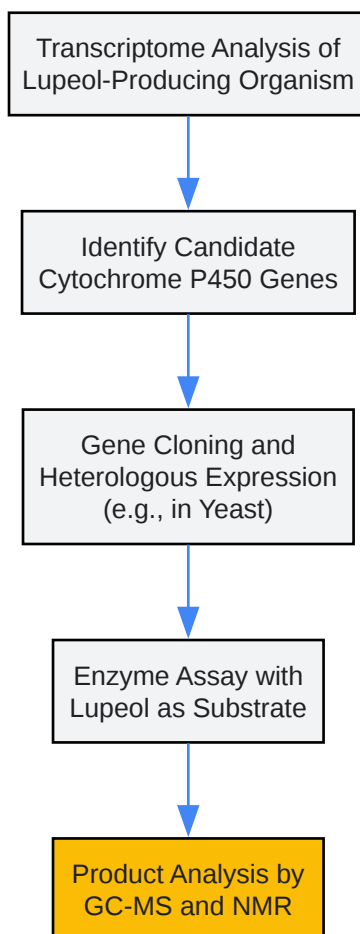 Transcriptome Analysis of
Lupeol-Producing Organism
Identify Candidate
Cytochrome P450 Genes
Gene Cloning and
Heterologous Expression
(e.g., in Yeast)
Enzyme Assay with
Lupeol as Substrate
Product Analysis by
GC-MS and NMR